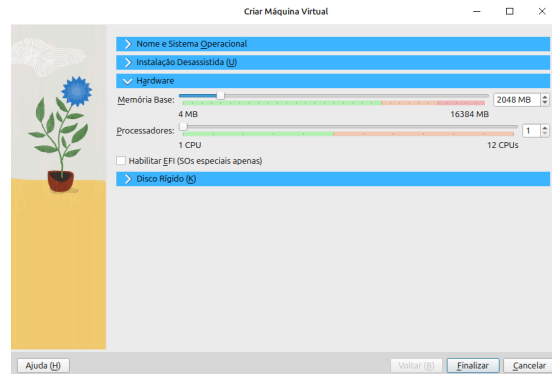 Criar Máquina Virtual
Nome e Sistema Operacional
Instalação Desassistida (U)
Hardware
Memória Base:
2048 MB
4 MB 16384 MB
Processadores:
1
1 CPU 12 CPUs
Habilitar EFI (SOs especiais apenas)
Disco Rígido (K)
Ajuda (H) Voltar (B) Finalizar Cancelar